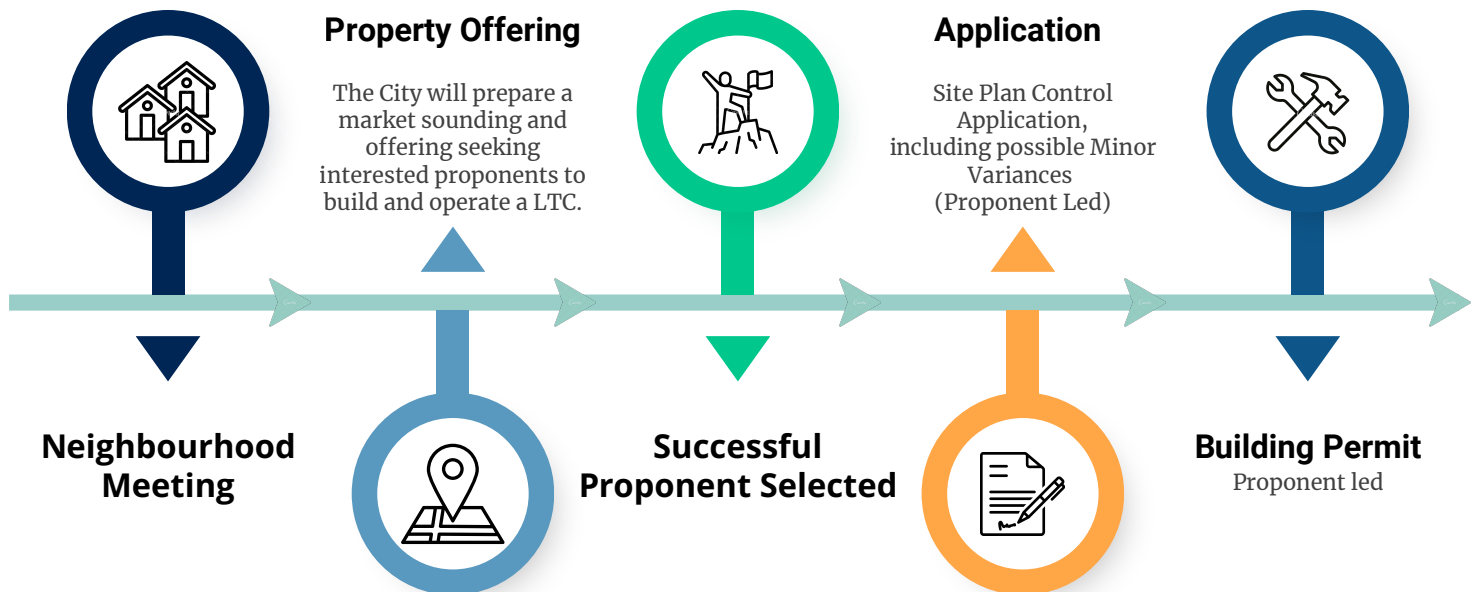 Neighbourhood
Meeting
Property Offering
The City will prepare a
market sounding and
offering seeking
interested proponents to
build and operate a LTC.
Successful
Proponent Selected
Application
Site Plan Control
Application,
including possible Minor
Variances
(Proponent Led)
Building Permit
Proponent led